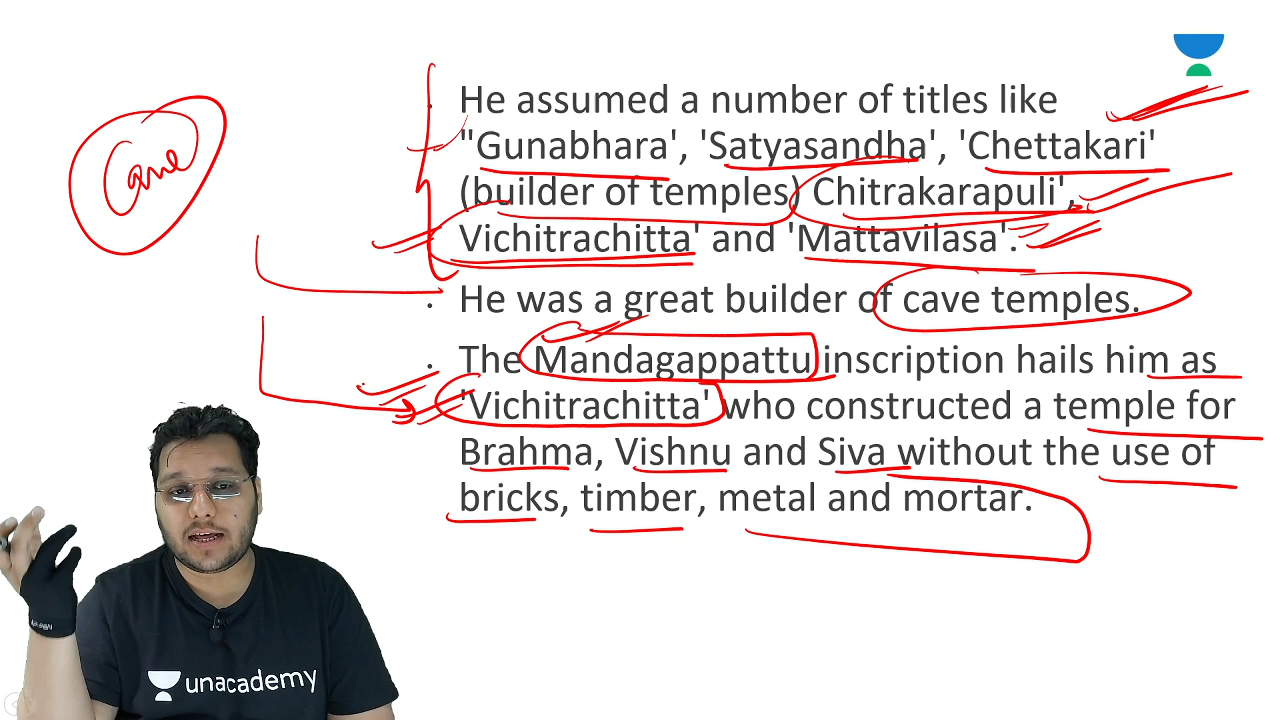 He assumed a number of titles like
"Gunabhara', 'Satyasandha', 'Chettakari'
(builder of temples) Chitrakarapuli',
Vichitrachitta' and 'Mattavilasa'.
He was a great builder of cave temples.
The Mandagappattu inscription hails him as
'Vichitrachitta' who constructed a temple for
Brahma, Vishnu and Siva without the use of
bricks, timber, metal and mortar.
Cave
unacademy